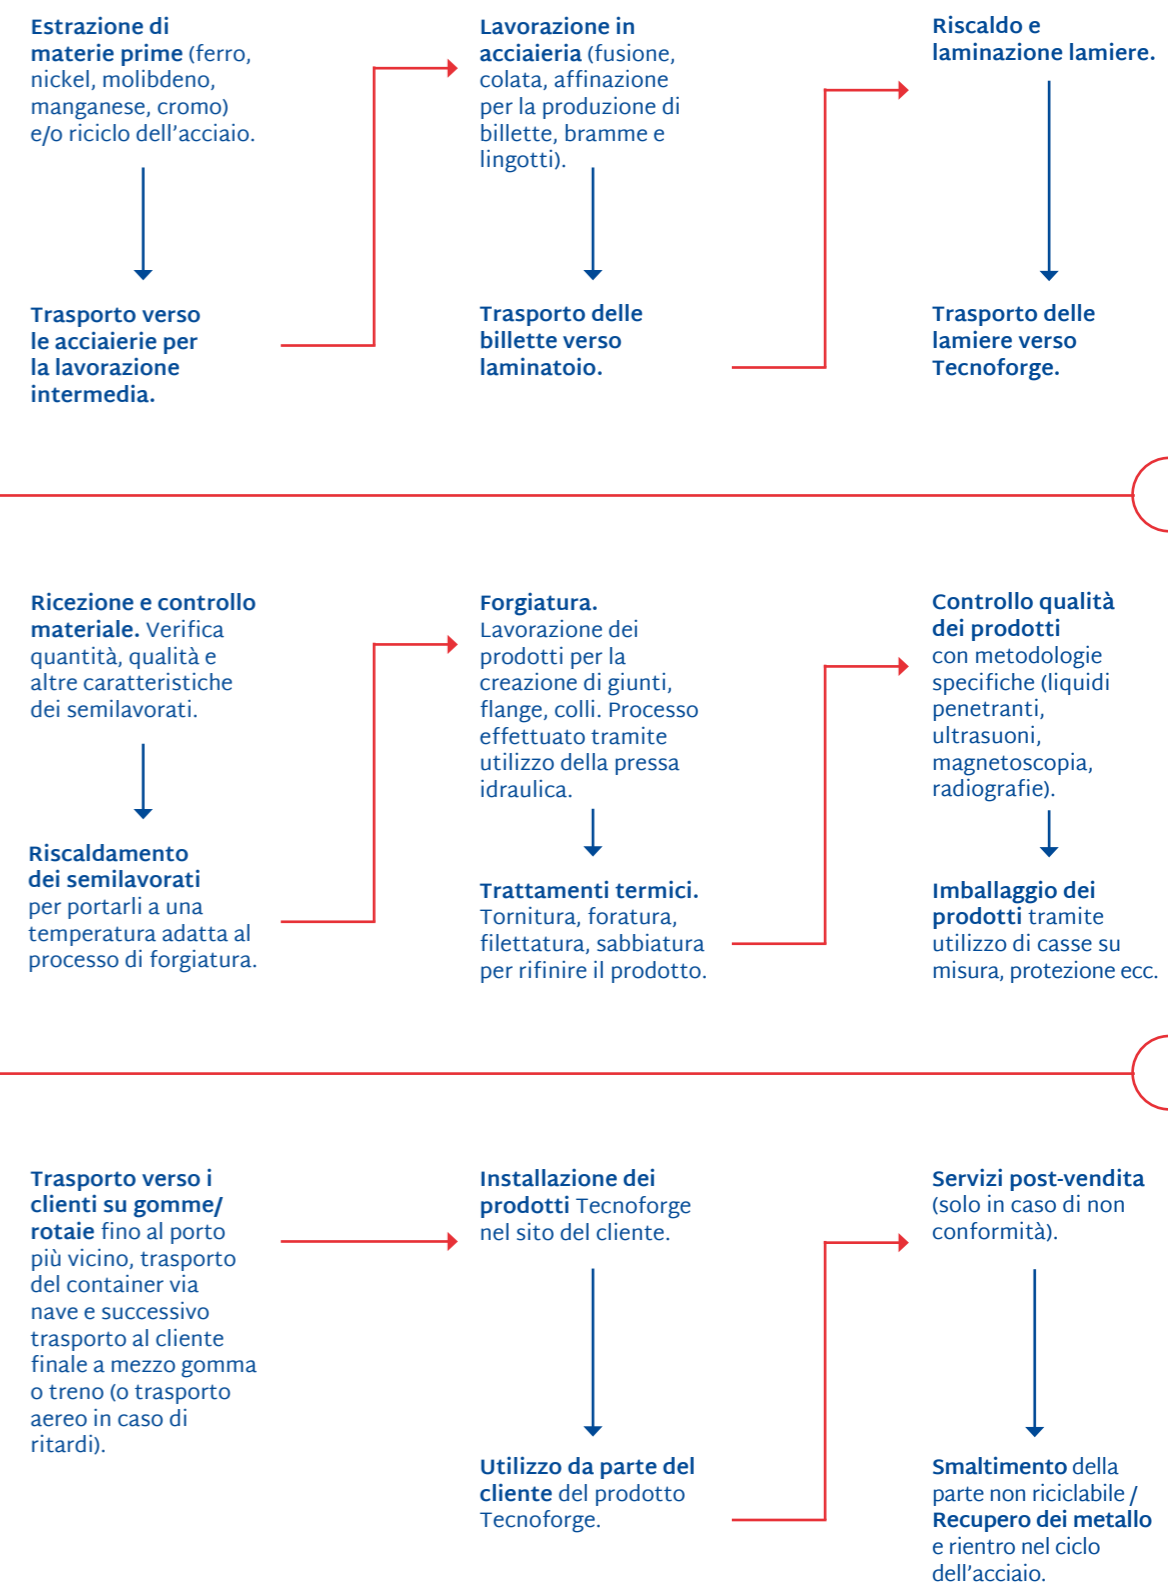 Estrazione di
materie prime (ferro,
nickel, molibdeno,
manganese, cromo)
e/o riciclo dell’acciaio.
Trasporto verso
le acciaierie per
la lavorazione
intermedia.
Lavorazione in
acciaieria (fusione,
colata, affinazione
per la produzione di
billette, bramme e
lingotti).
Trasporto delle
billette verso
laminatoio.
Riscaldo e
laminazione lamiere.
Trasporto delle
lamiere verso
Tecnoforge.
Ricezione e controllo
materiale. Verifica
quantità, qualità e
altre caratteristiche
dei semilavorati.
Riscaldamento
dei semilavorati
per portarli a una
temperatura adatta al
processo di forgiatura.
Forgiatura.
Lavorazione dei
prodotti per la
creazione di giunti,
flange, colli. Processo
effettuato tramite
utilizzo della pressa
idraulica.
Trattamenti termici.
Tornitura, foratura,
filettatura, sabbiatura
per rifinire il prodotto.
Controllo qualità
dei prodotti
con metodologie
specifiche (liquidi
penetranti,
ultrasuoni,
magnetoscopia,
radiografie).
Imballaggio dei
prodotti tramite
utilizzo di casse su
misura, protezione ecc.
Trasporto verso i
clienti su gomme/
rotaie fino al porto
più vicino, trasporto
del container via
nave e successivo
trasporto al cliente
finale a mezzo gomma
o treno (o trasporto
aereo in caso di
ritardi).
Installazione dei
prodotti Tecnoforge
nel sito del cliente.
Utilizzo da parte del
cliente del prodotto
Tecnoforge.
Servizi post-vendita
(solo in caso di non
conformità).
Smaltimento della
parte non riciclabile /
Recupero dei metallo
e rientro nel ciclo
dell’acciaio.